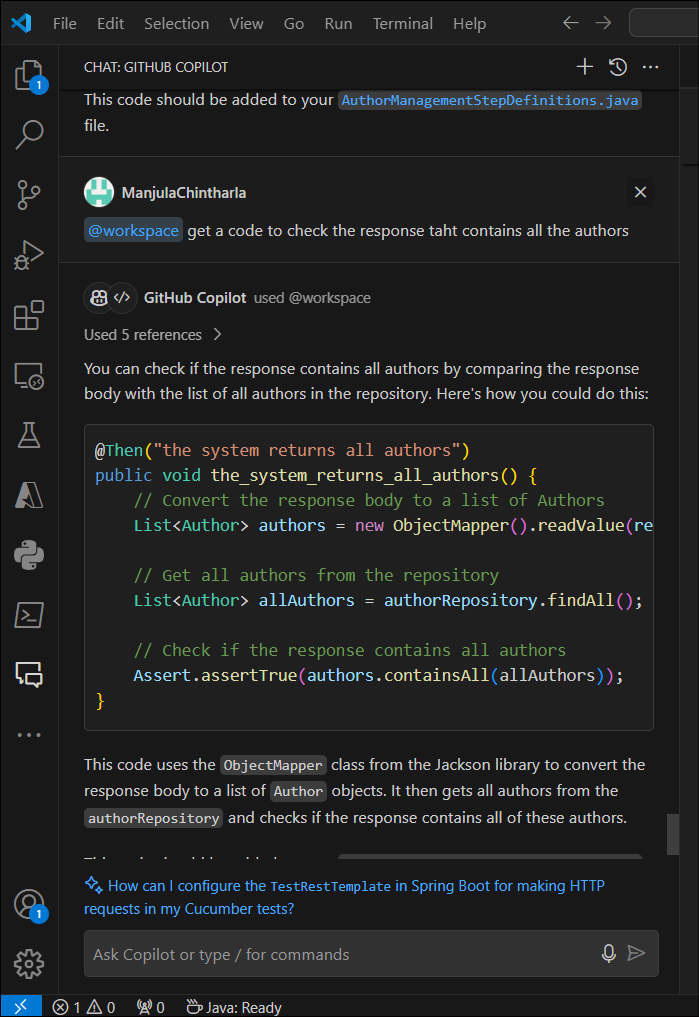 File Edit Selection View Go Run Terminal Help
CHAT: GITHUB COPILOT
1
This code should be added to your AuthorManagementStepDefinitions.java
file.
ManjulaChintharla
@workspace get a code to check the response taht contains all the authors
GitHub Copilot used @workspace
Used 5 references
You can check if the response contains all authors by comparing the response
body with the list of all authors in the repository. Here's how you could do this:
@Then("the system returns all authors")
public void the_system_returns_all_authors() {
// Convert the response body to a list of Authors
List<Author> authors = new ObjectMapper().readValue(re
// Get all authors from the repository
List<Author> allAuthors = authorRepository.findAll();
// Check if the response contains all authors
Assert.assertTrue(authors.containsAll(allAuthors));
}
This code uses the ObjectMapper class from the Jackson library to convert the
response body to a list of Author objects. It then gets all authors from the
authorRepository and checks if the response contains all of these authors.
How can I configure the TestRestTemplate in Spring Boot for making HTTP
requests in my Cucumber tests?
1
Ask Copilot or type / for commands
1 0 0 Java: Ready